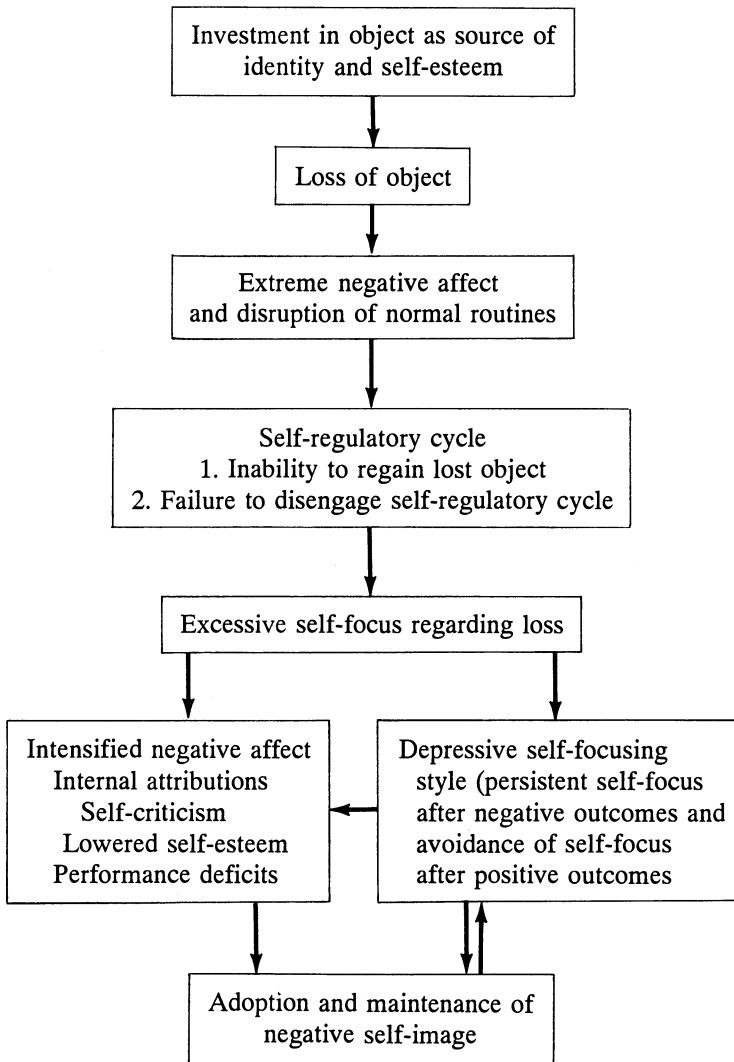 Investment in object as source of
identity and self-esteem
Loss of object
Extreme negative affect
and disruption of normal routines
Self-regulatory cycle
1. Inability to regain lost object
2. Failure to disengage self-regulatory cycle
Excessive self-focus regarding loss
Intensified negative affect
Internal attributions
Self-criticism
Lowered self-esteem
Performance deficits
Depressive self-focusing
style (persistent self-focus
after negative outcomes and
avoidance of self-focus
after positive outcomes
Adoption and maintenance of
negative self-image